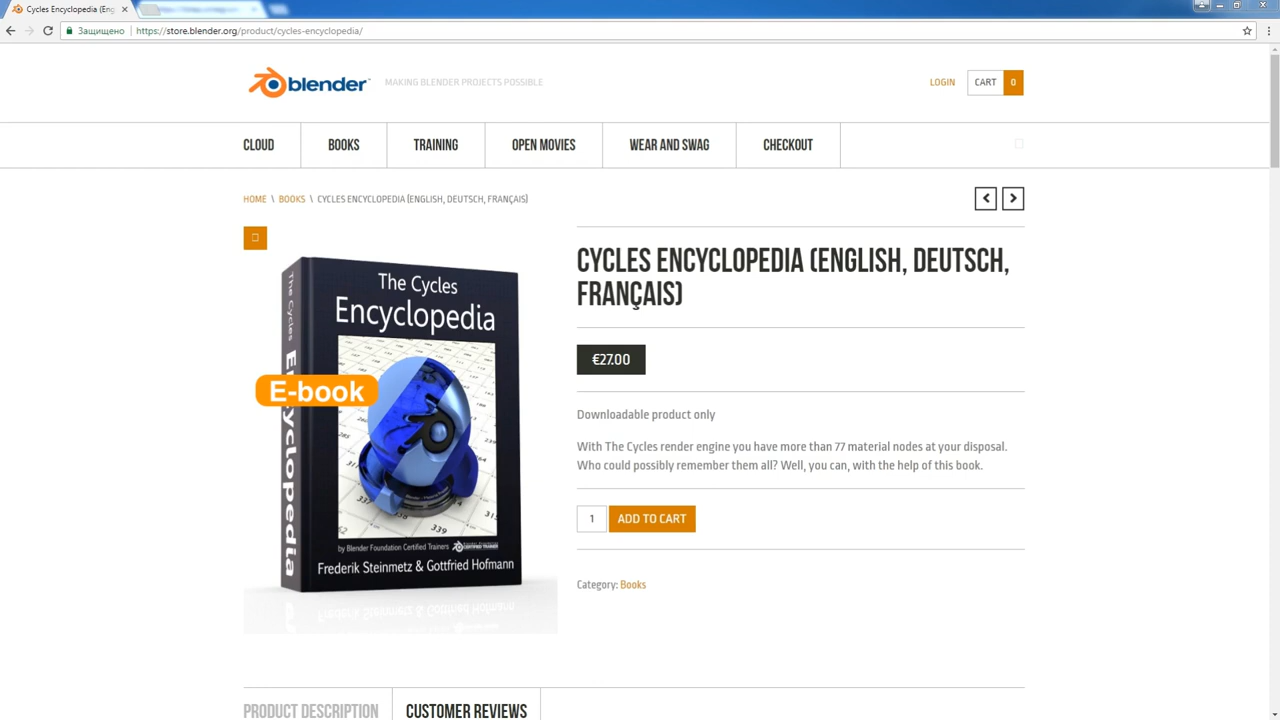 Cycles Encyclopedia (Eng
Защищено
https://store.blender.org/product/cycles-encyclopedia/
blender
MAKING BLENDER PROJECTS POSSIBLE
LOGIN
CART
0
CLOUD
BOOKS
TRAINING
OPEN MOVIES
WEAR AND SWAG
CHECKOUT
HOME \ BOOKS \ CYCLES ENCYCLOPEDIA (ENGLISH, DEUTSCH, FRANÇAIS)
The Cycles
Encyclopedia
The Cycles
Encyclopedia
E-book
337
by Blender Foundation Certified Trainers
Frederik Steinmetz & Gottfried Hofmann
CYCLES ENCYCLOPEDIA (ENGLISH, DEUTSCH,
FRANÇAIS)
€27.00
Downloadable product only
With The Cycles render engine you have more than 77 material nodes at your disposal.
Who could possibly remember them all? Well, you can, with the help of this book.
1
ADD TO CART
Category: Books
PRODUCT DESCRIPTION
CUSTOMER REVIEWS